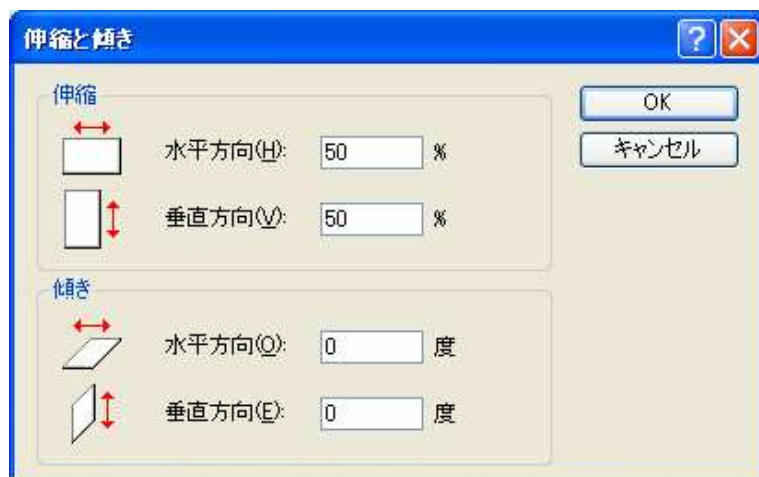 伸縮と傾き
伸縮
OK
水平方向(H): 50 %
キャンセル
垂直方向(V): 50 %
傾き
水平方向(O): 0 度
垂直方向(E): 0 度